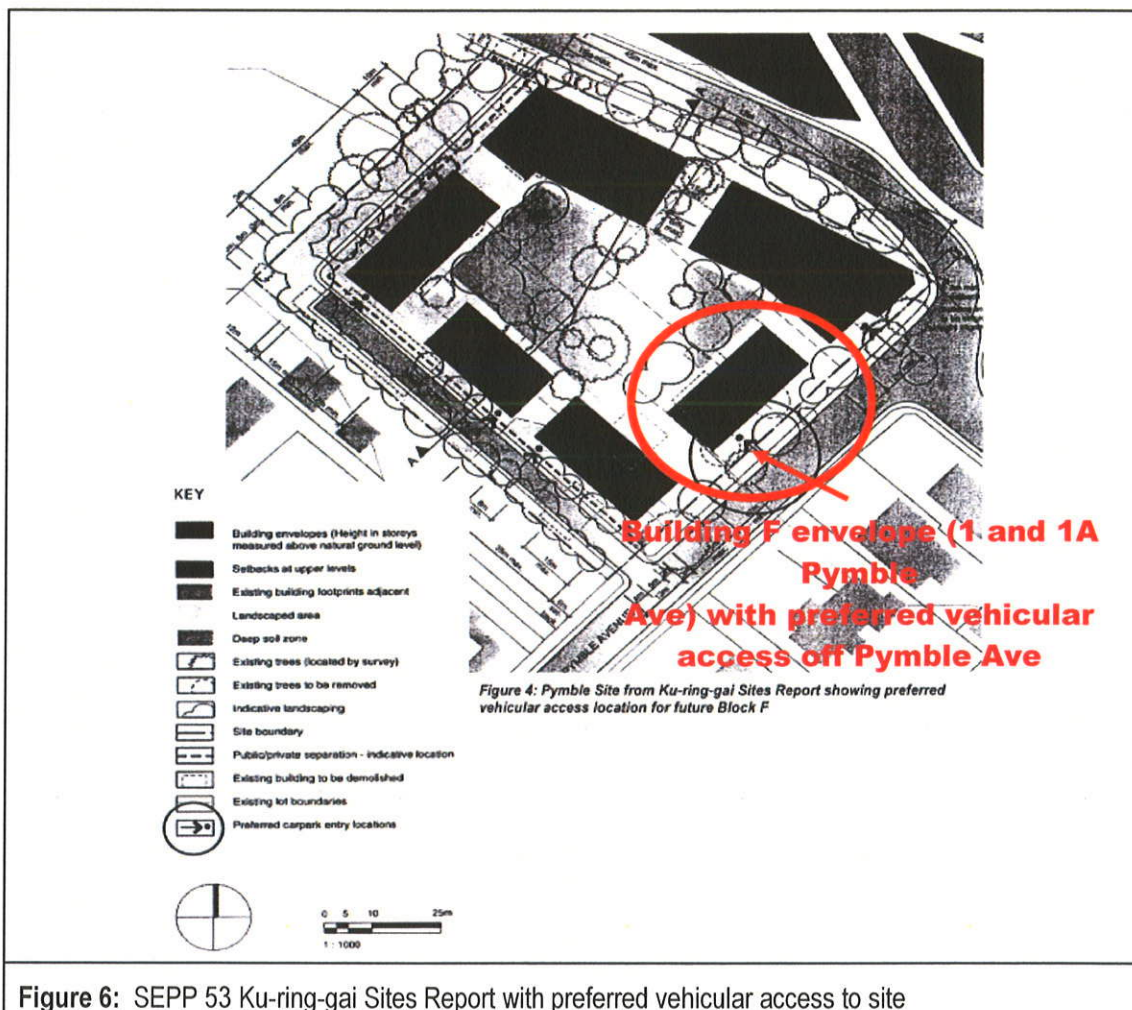 KEY
Building envelopes (Height in storeys
measured above natural ground level)
Setbacks at upper levels
Existing building footprints adjacent
Landscaped area
Deep soil zone
Existing trees (located by survey)
Existing trees to be removed
Indicative landscaping
Site boundary
Public/private separation - indicative location
Existing building to be demolished
Existing lot boundaries
Preferred carpark entry locations
0 5 10 25m
1 : 1000
PYMBLE AVENUE
A
Building F envelope (1 and 1A
Pymble
Ave) with preferred vehicular
access off Pymble Ave
Figure 4: Pymble Site from Ku-ring-gai Sites Report showing preferred
vehicular access location for future Block F
Figure 6: SEPP 53 Ku-ring-gai Sites Report with preferred vehicular access to site